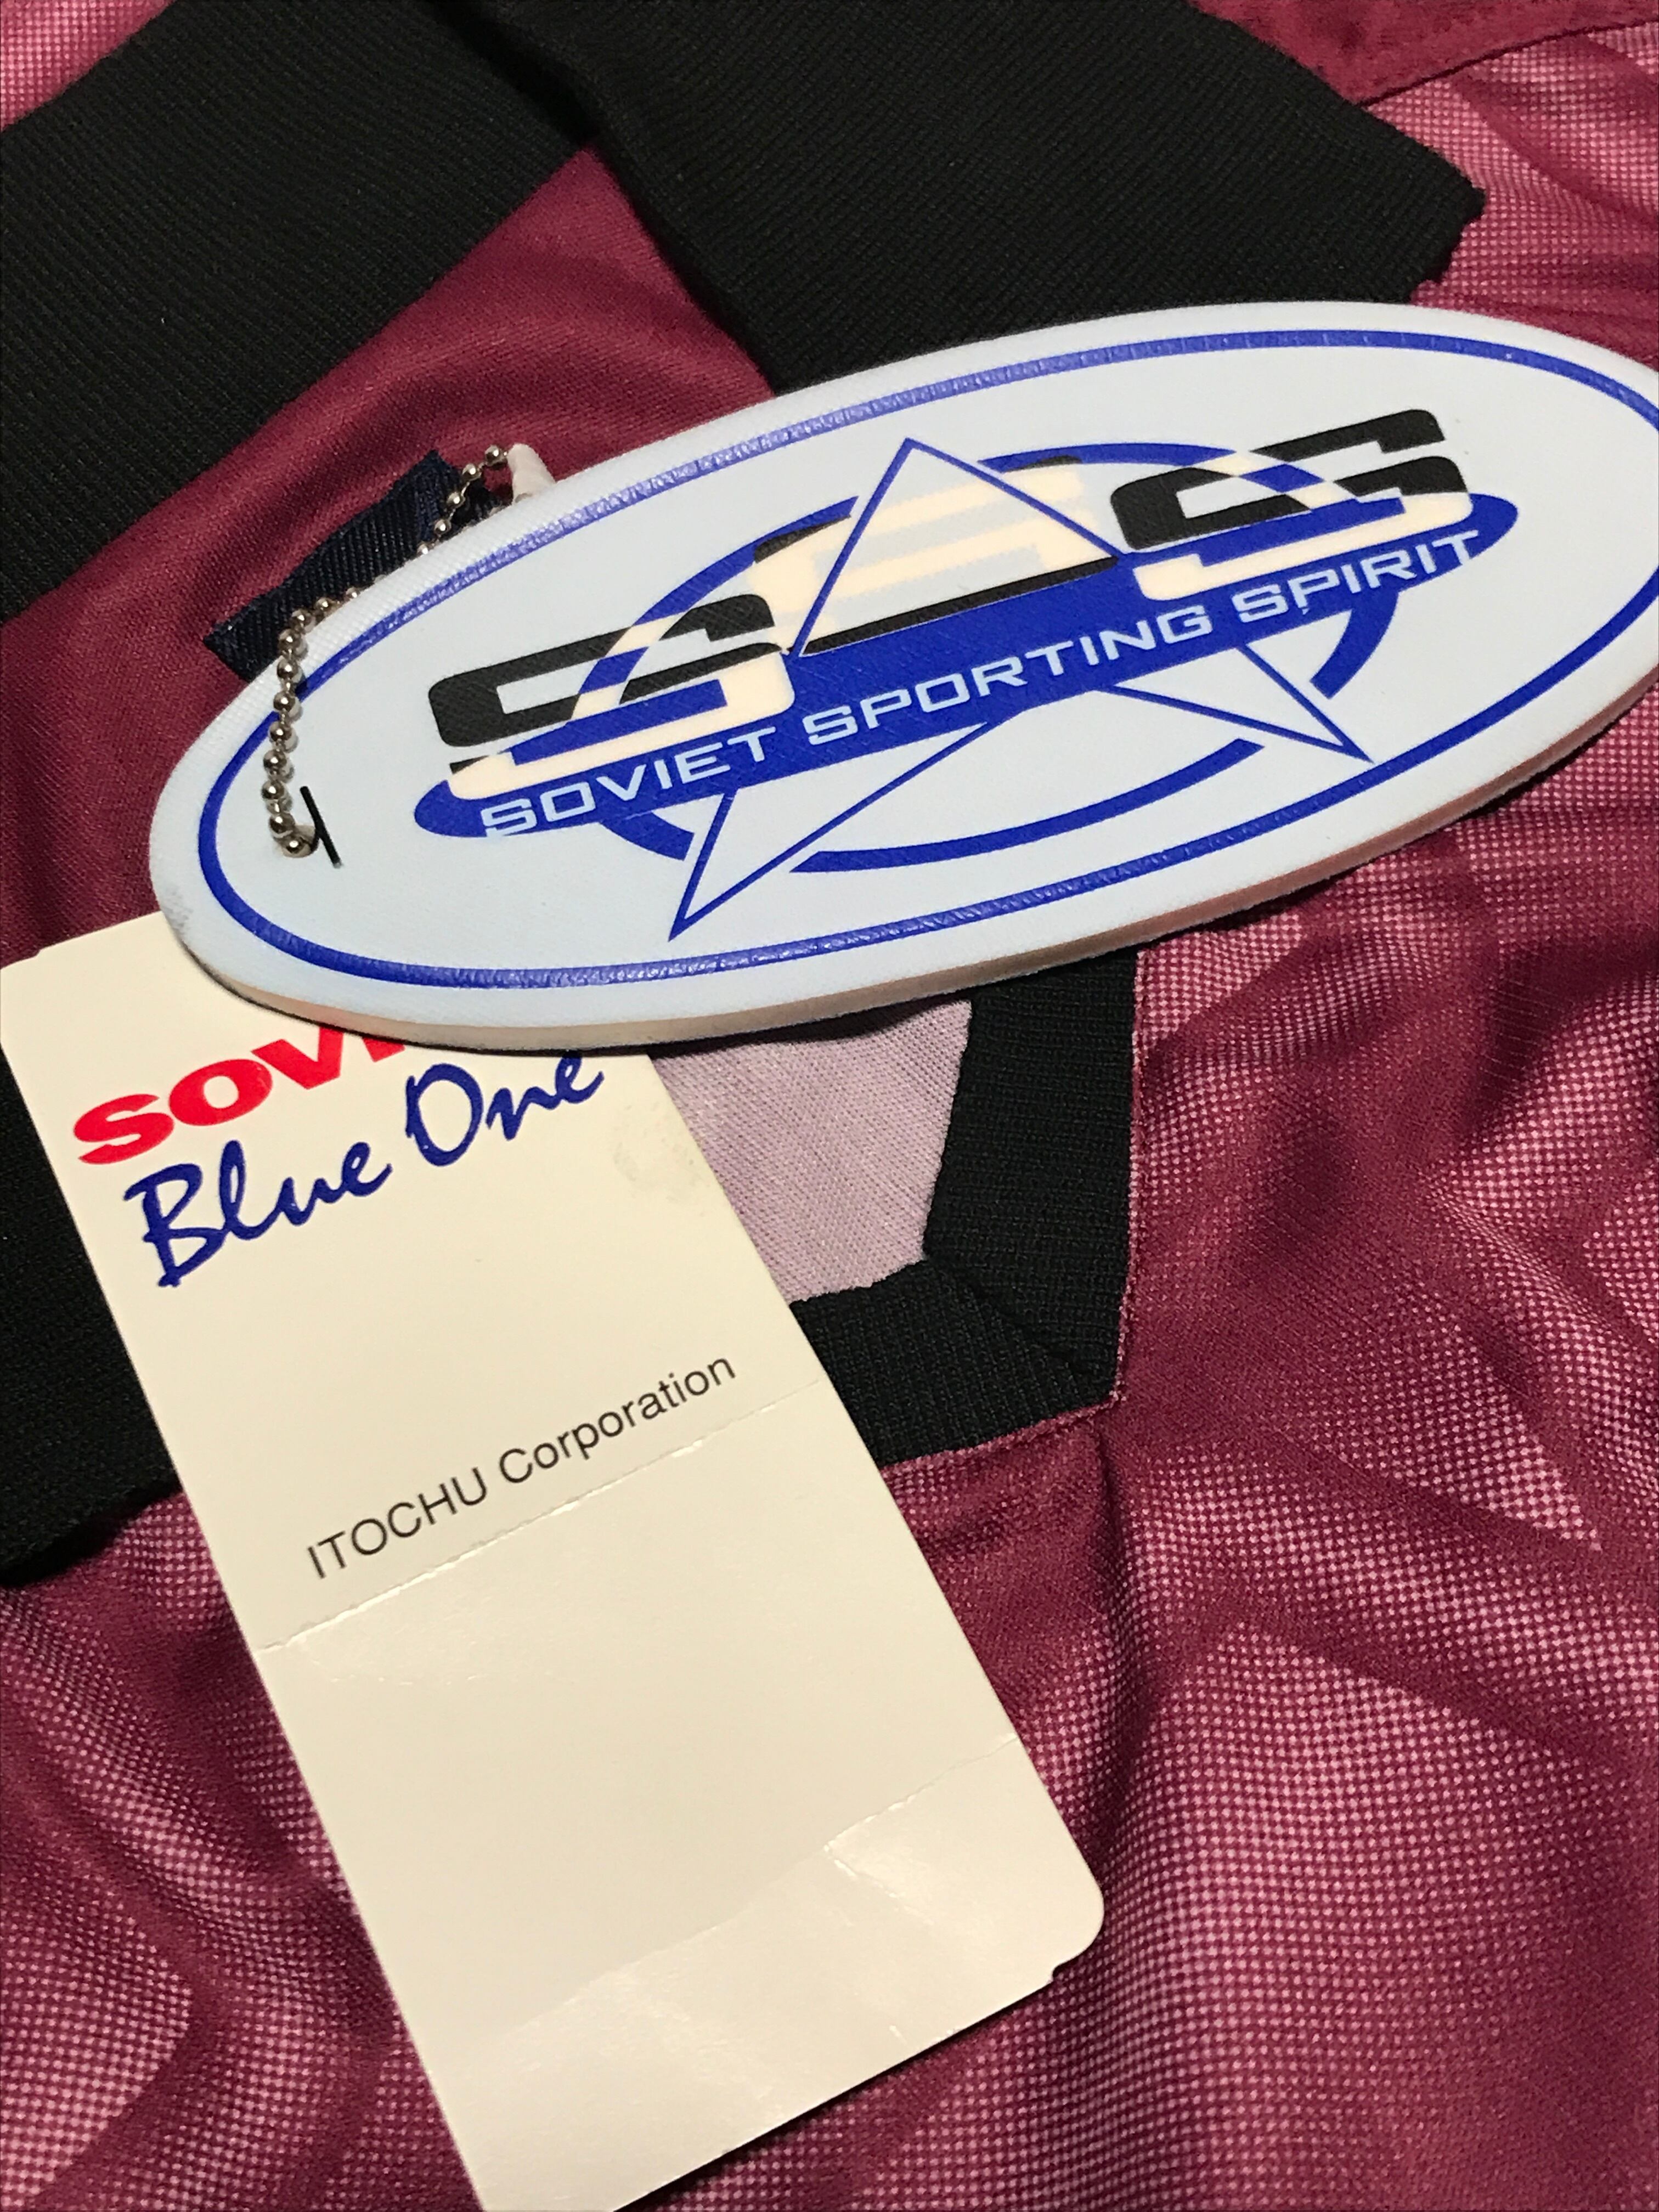 SSS
SOVIET SPORTING SPIRIT
Blue One
ITOCHU Corporation